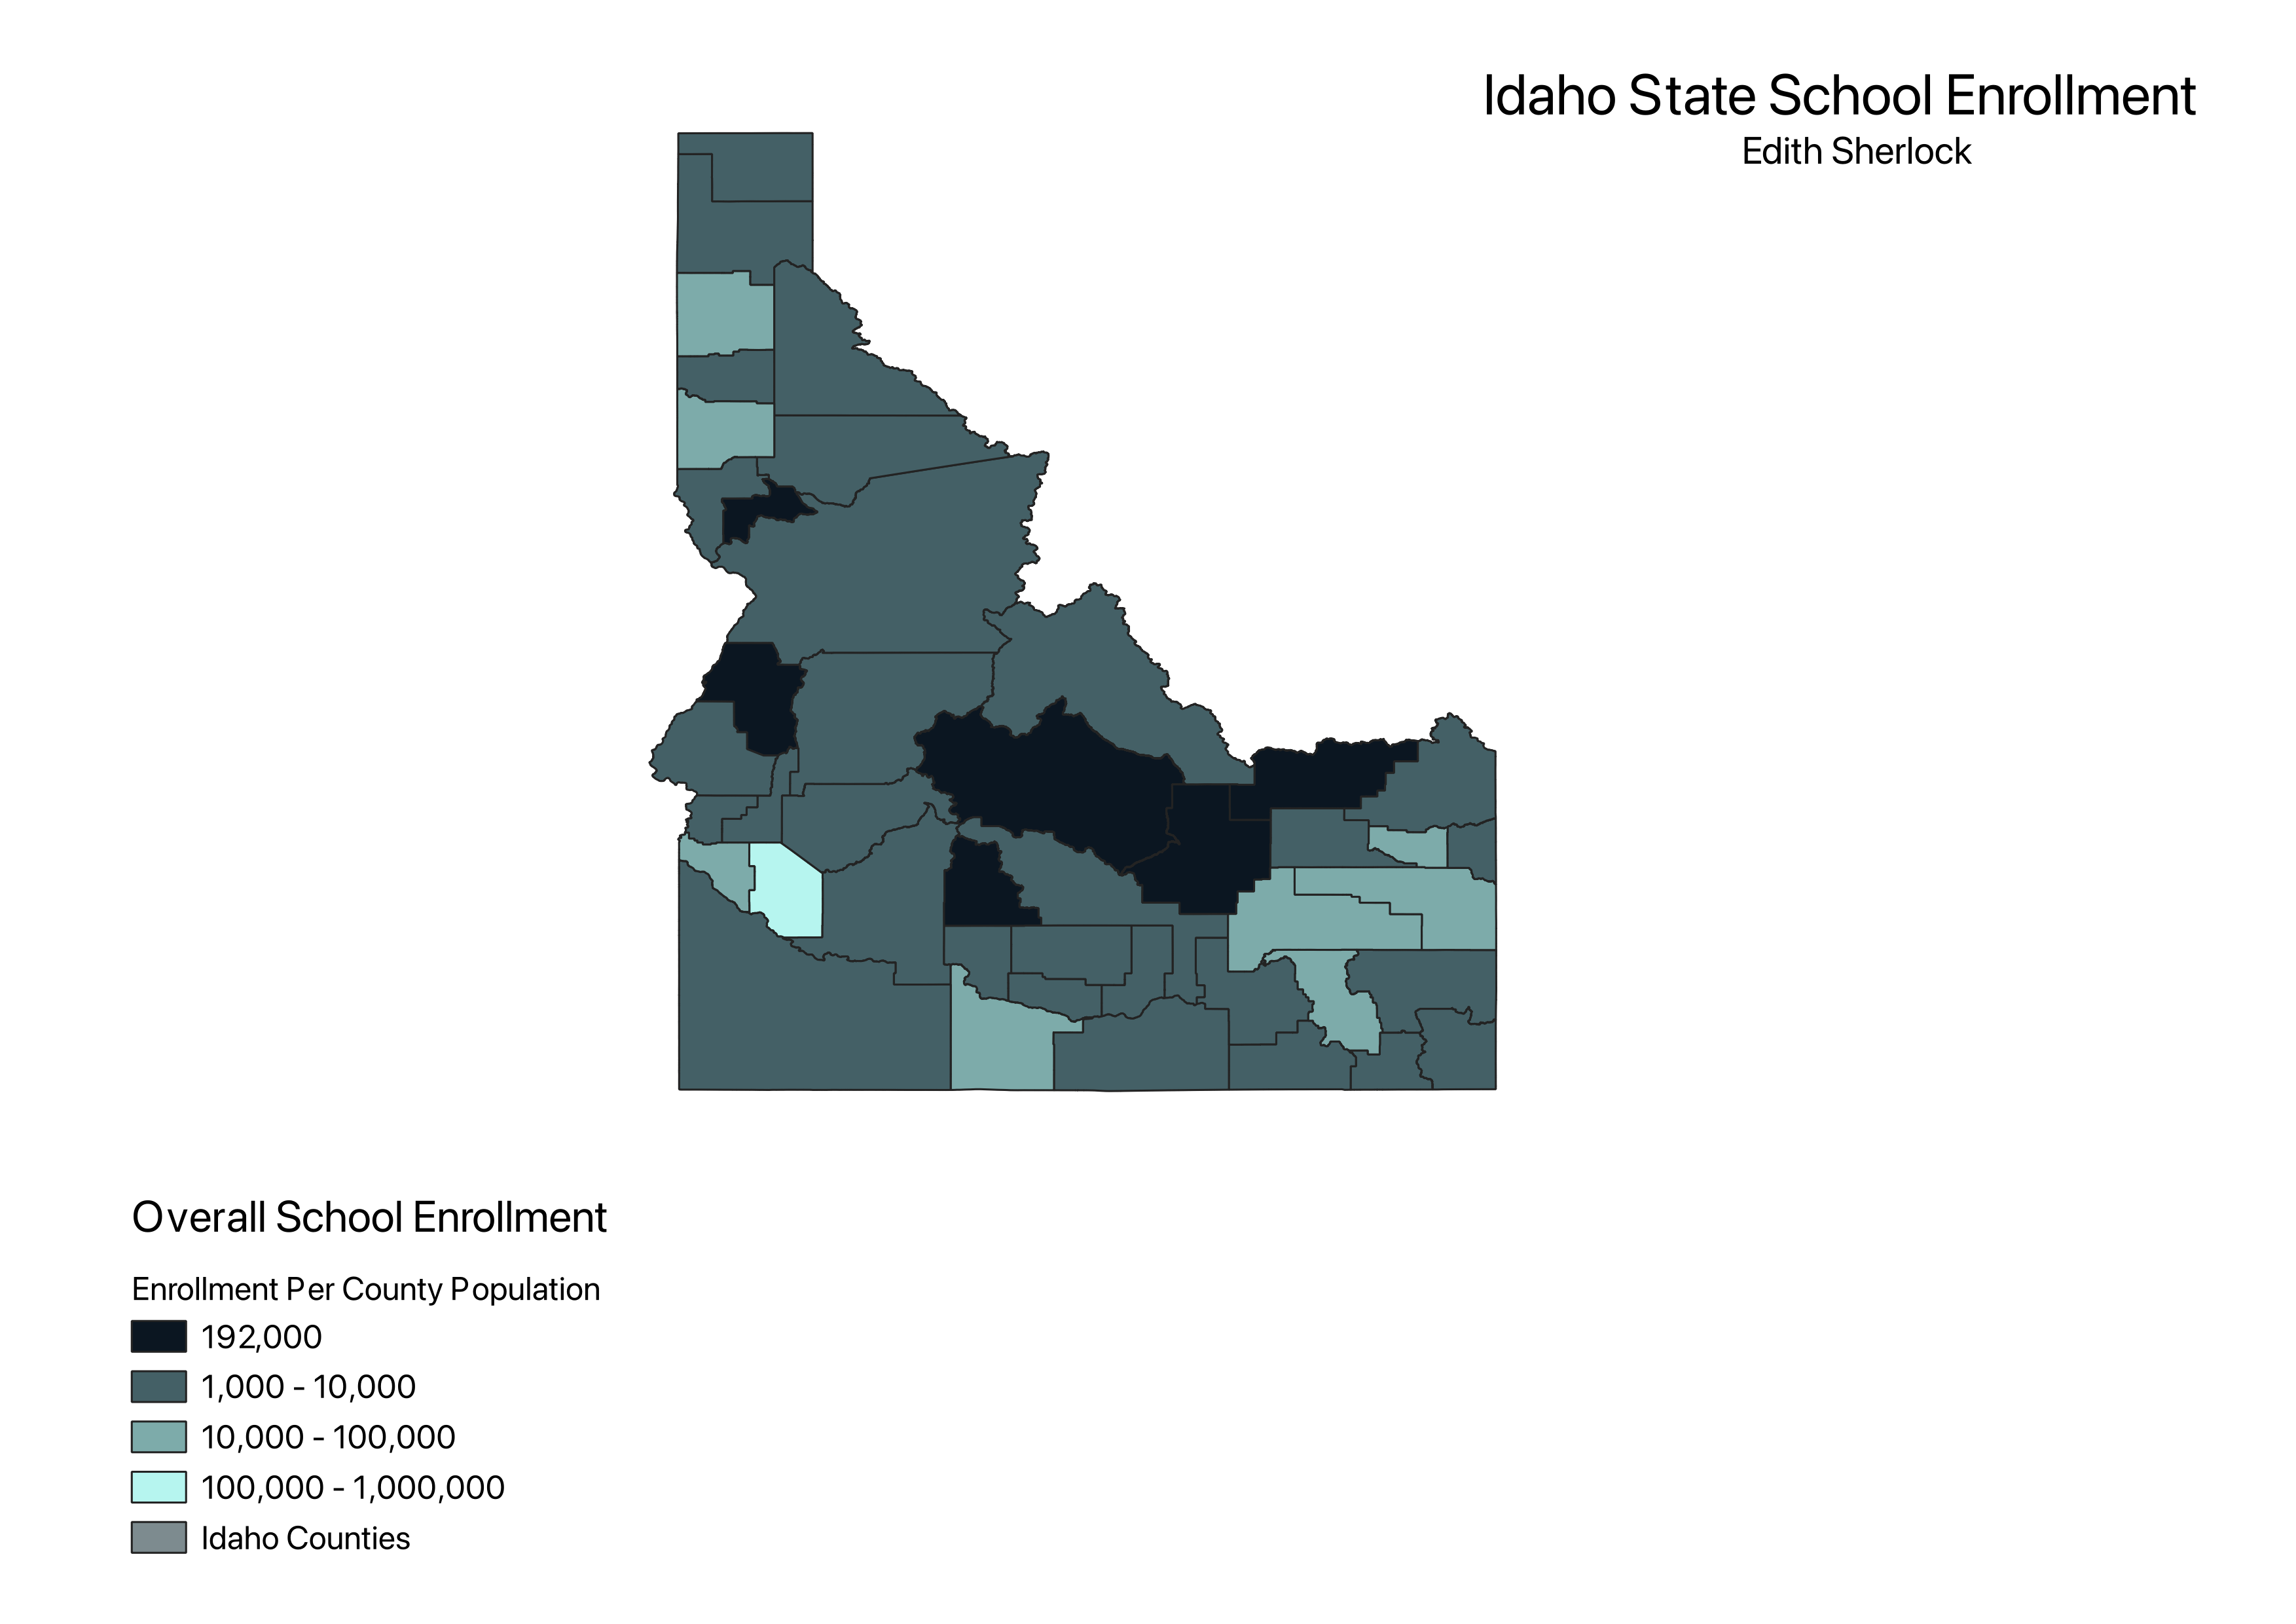 Idaho State School Enrollment
Edith Sherlock
Overall School Enrollment
Enrollment Per County Population
192,000
1,000 - 10,000
10,000 - 100,000
100,000 - 1,000,000
Idaho Counties